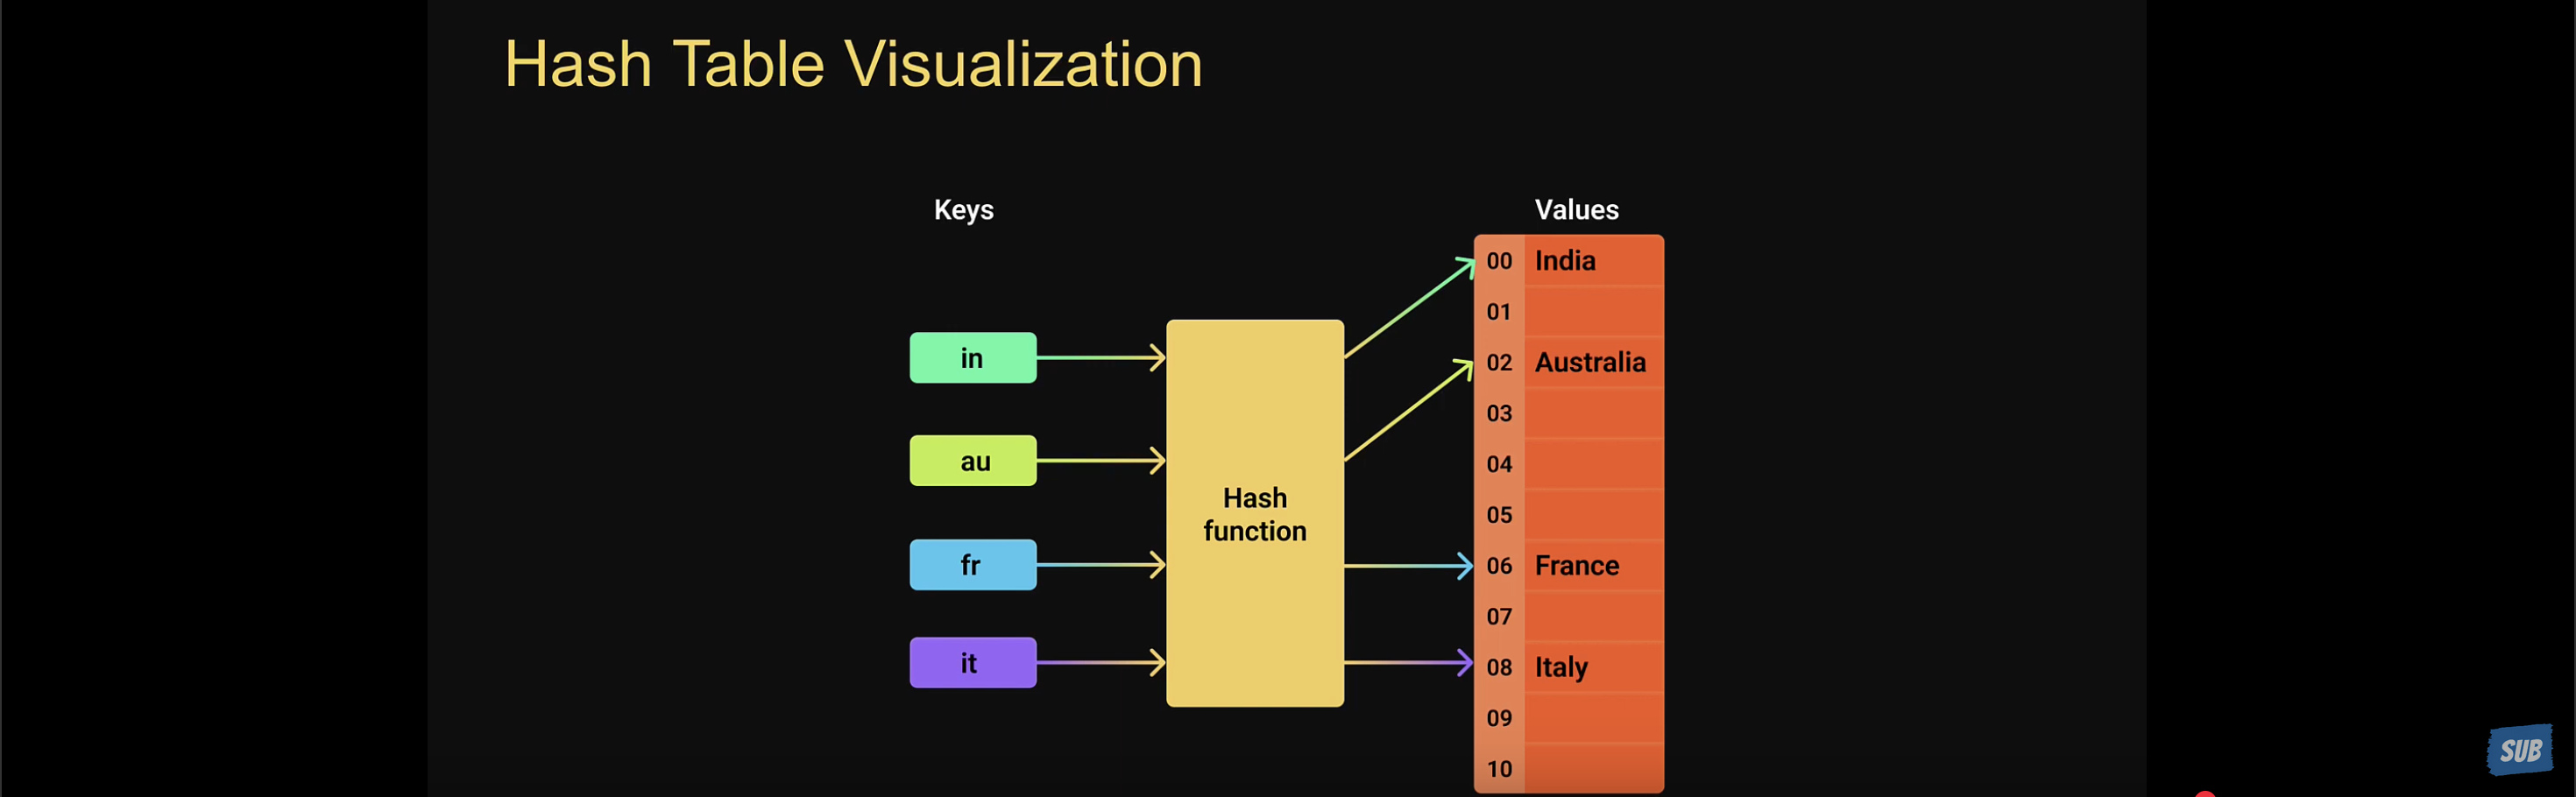 Hash Table Visualization
Keys
Values
in
au
fr
it
Hash
function
00 India
01
02 Australia
03
04
05
06 France
07
08 Italy
09
10
SUB